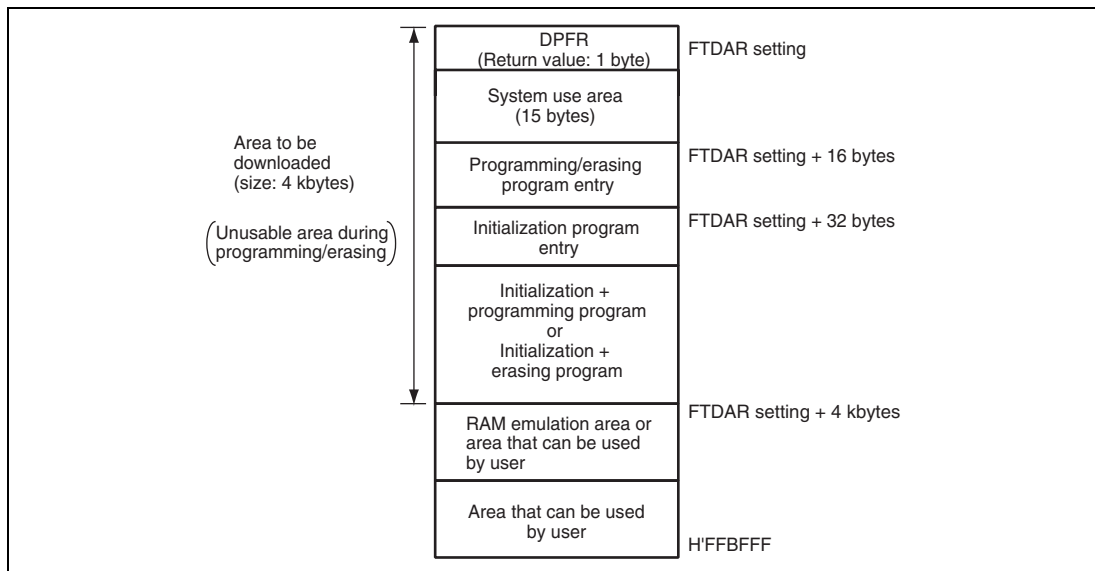 DPFR
(Return value: 1 byte)
FTDAR setting
System use area
(15 bytes)
Area to be
downloaded
(size: 4 kbytes)
(Unusable area during
programming/erasing)
FTDAR setting + 16 bytes
Programming/erasing
program entry
FTDAR setting + 32 bytes
Initialization program
entry
Initialization +
programming program
or
Initialization +
erasing program
FTDAR setting + 4 kbytes
RAM emulation area or
area that can be used
by user
Area that can be used
by user
H'FFBFFF